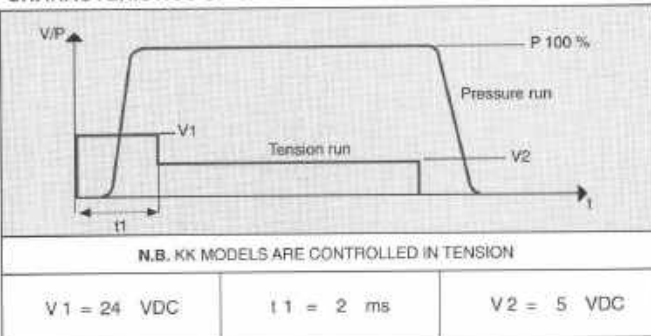 V/P
P 100 %
Pressure run
V1
Tension run
V2
t
t1
N.B. KK MODELS ARE CONTROLLED IN TENSION
V 1 = 24 VDC
t 1 = 2 ms
V 2 = 5 VDC